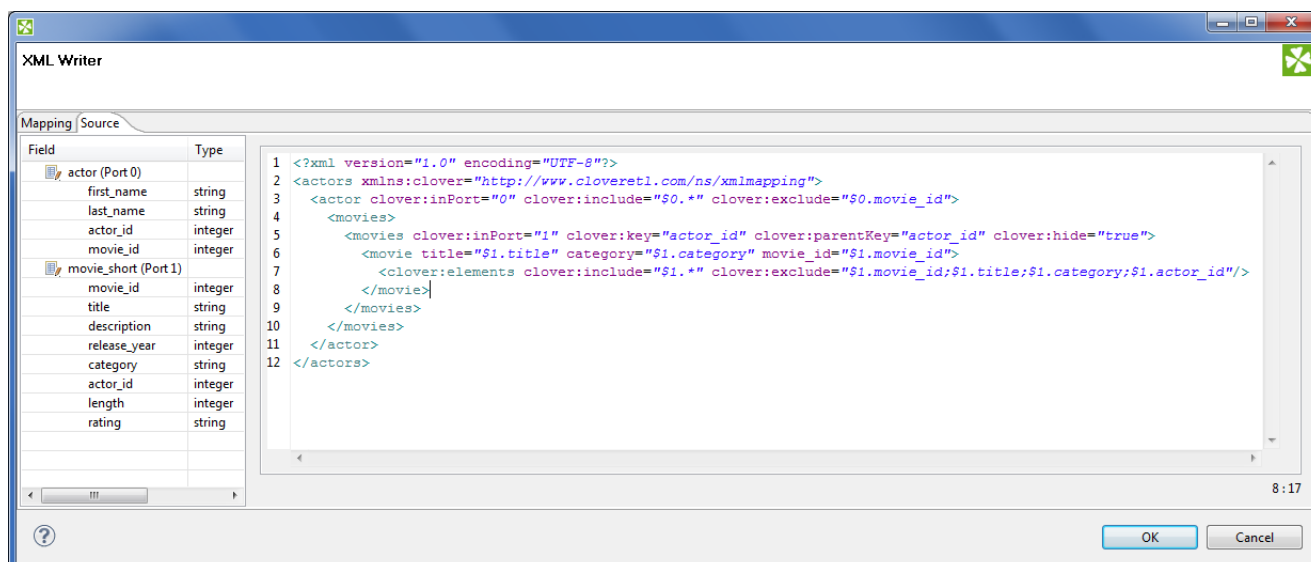 XML Writer
Mapping Source
Field Type
actor (Port 0)
first_name string
last_name string
actor_id integer
movie_id integer
movie_short (Port 1)
movie_id integer
title string
description string
release_year integer
category string
actor_id integer
length integer
rating string
1 <?xml version="1.0" encoding="UTF-8"?>
2 <actors xmlns:clover="http://www.cloveretl.com/ns/xmlmapping">
3 <actor clover:inPort="0" clover:include="$0.*" clover:exclude="$0.movie_id">
4 <movies>
5 <movies clover:inPort="1" clover:key="actor_id" clover:parentKey="actor_id" clover:hide="true">
6 <movie title="$1.title" category="$1.category" movie_id="$1.movie_id">
7 <clover:elements clover:include="$1.*" clover:exclude="$1.movie_id;$1.title;$1.category;$1.actor_id"/>
8 </movie>
9 </movies>
10 </movies>
11 </actor>
12 </actors>
8:17
OK Cancel